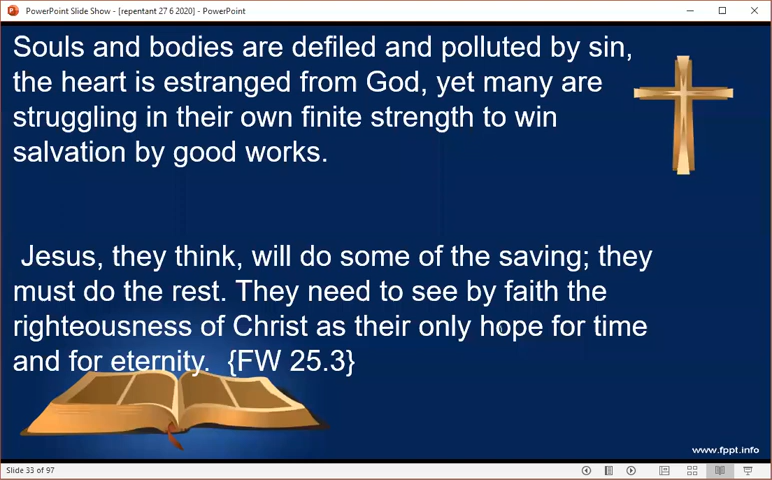 PowerPoint Slide Show - [repentant 27 6 2020] - PowerPoint
Souls and bodies are defiled and polluted by sin,
the heart is estranged from God, yet many are
struggling in their own finite strength to win
salvation by good works.
Jesus, they think, will do some of the saving; they
must do the rest. They need to see by faith the
righteousness of Christ as their only hope for time
and for eternity.  {FW 25.3}
www.fppt.info
Slide 33 of 97